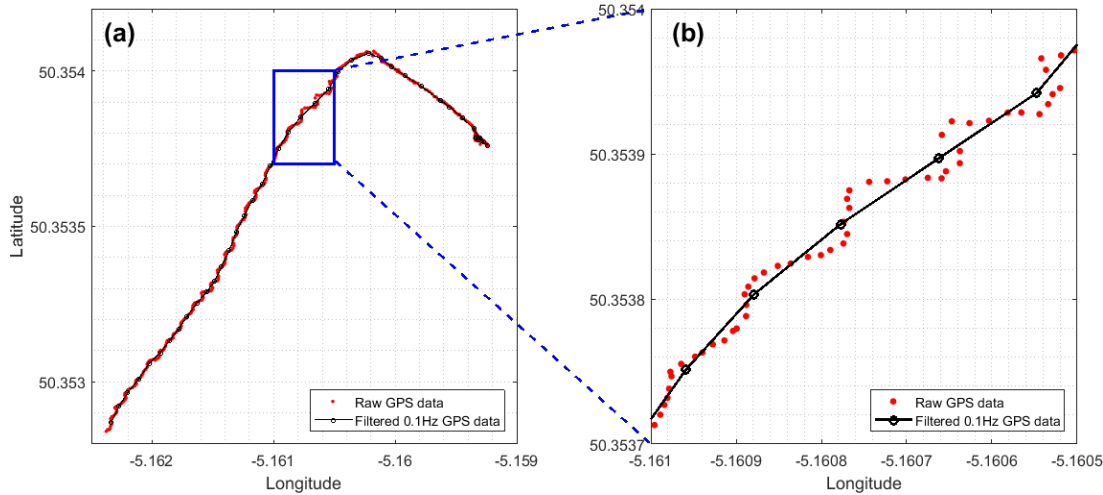 (a)
50.354
50.3535
50.353
Latitude
-5.162
-5.161
-5.16
-5.159
Longitude
Raw GPS data
Filtered 0.1Hz GPS data
(b)
50.354
50.3539
50.3538
50.3537
-5.161
-5.1609
-5.1608
-5.1607
-5.1606
-5.1605
Longitude
Raw GPS data
Filtered 0.1Hz GPS data